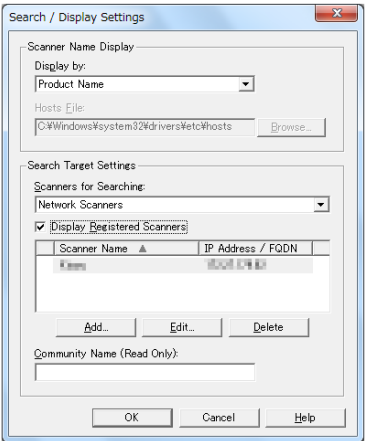 Search / Display Settings
Scanner Name Display
Display by:
Product Name
Hosts File:
C:¥Windows¥system32¥drivers¥etc¥hosts
Browse...
Search Target Settings
Scanners for Searching:
Network Scanners
Display Registered Scanners
Scanner Name ▲ IP Address / FQDN
Add... Edit... Delete
Community Name (Read Only):
OK Cancel Help